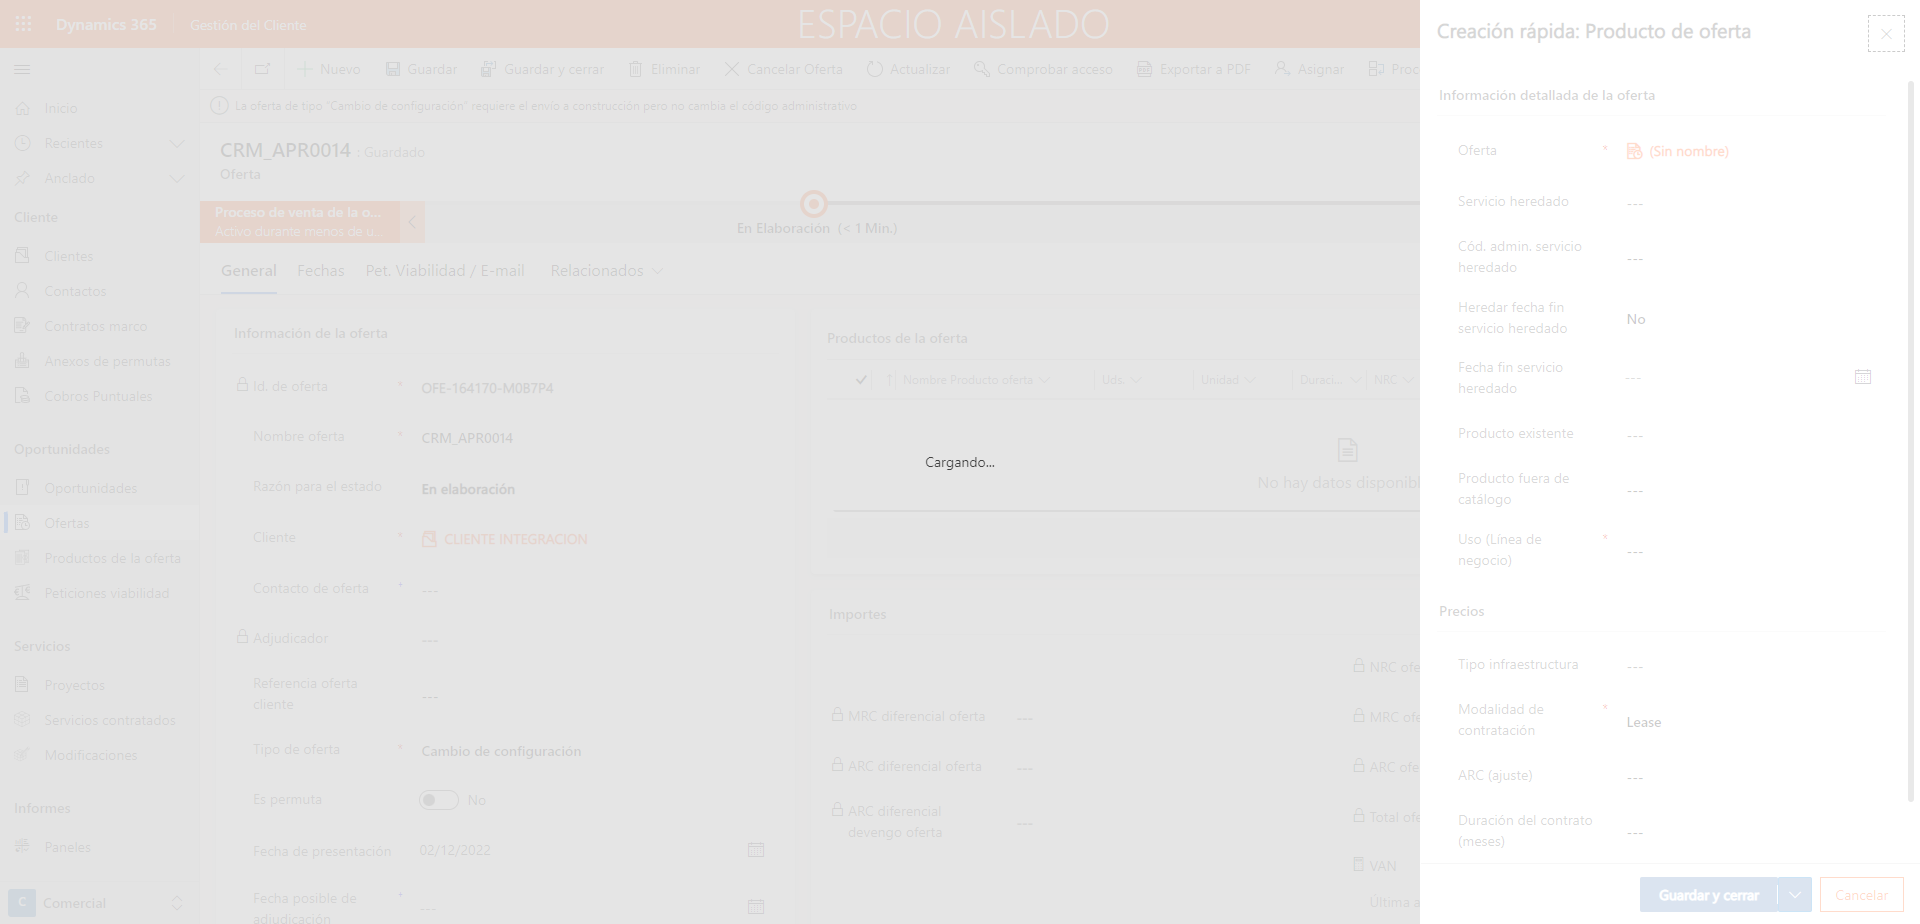 Dynamics 365
Gestión del Cliente
ESPACIO AISLADO
Nuevo
Guardar
Guardar y cerrar
Eliminar
Cancelar Oferta
Actualizar
Comprobar acceso
Exportar a PDF
Asignar
Proc
La oferta de tipo "Cambio de configuración" requiere el envío a construcción pero no cambia el código administrativo
Inicio
Recientes
Anclado
Cliente
Clientes
Contactos
Contratos marco
Anexos de permutas
Cobros Puntuales
Oportunidades
Oportunidades
Ofertas
Productos de la oferta
Peticiones viabilidad
Servicios
Proyectos
Servicios contratados
Modificaciones
Informes
Paneles
C
Comercial
CRM_APR0014 : Guardado
Oferta
Proceso de venta de la o...
Activo durante menos de u...
En Elaboración (< 1 Min.)
General
Fechas
Pet. Viabilidad / E-mail
Relacionados
Información de la oferta
Id. de oferta * OFE-164170-M0B7P4
Nombre oferta * CRM_APR0014
Razón para el estado En elaboración
Cliente * CLIENTE INTEGRACION
Contacto de oferta + ---
Adjudicador ---
Referencia oferta
cliente ---
Tipo de oferta * Cambio de configuración
Es permuta No
Fecha de presentación 02/12/2022
Fecha posible de * ---
adjudicación
Productos de la oferta
Nombre Producto oferta
Uds.
Unidad
Duraci...
NRC
Cargando...
No hay datos disponibl
Importes
NRC ofe
MRC diferencial oferta ---
MRC ofe
ARC diferencial oferta ---
ARC ofe
ARC diferencial
devengo oferta ---
Total ofe
VAN
Última a
Creación rápida: Producto de oferta
Información detallada de la oferta
Oferta * (Sin nombre)
Servicio heredado ---
Cód. admin. servicio
heredado ---
Heredar fecha fin
servicio heredado No
Fecha fin servicio
heredado ---
Producto existente ---
Producto fuera de
catálogo ---
Uso (Línea de *
negocio) ---
Precios
Tipo infraestructura ---
Modalidad de *
contratación Lease
ARC (ajuste) ---
Duración del contrato
(meses) ---
Guardar y cerrar
Cancelar